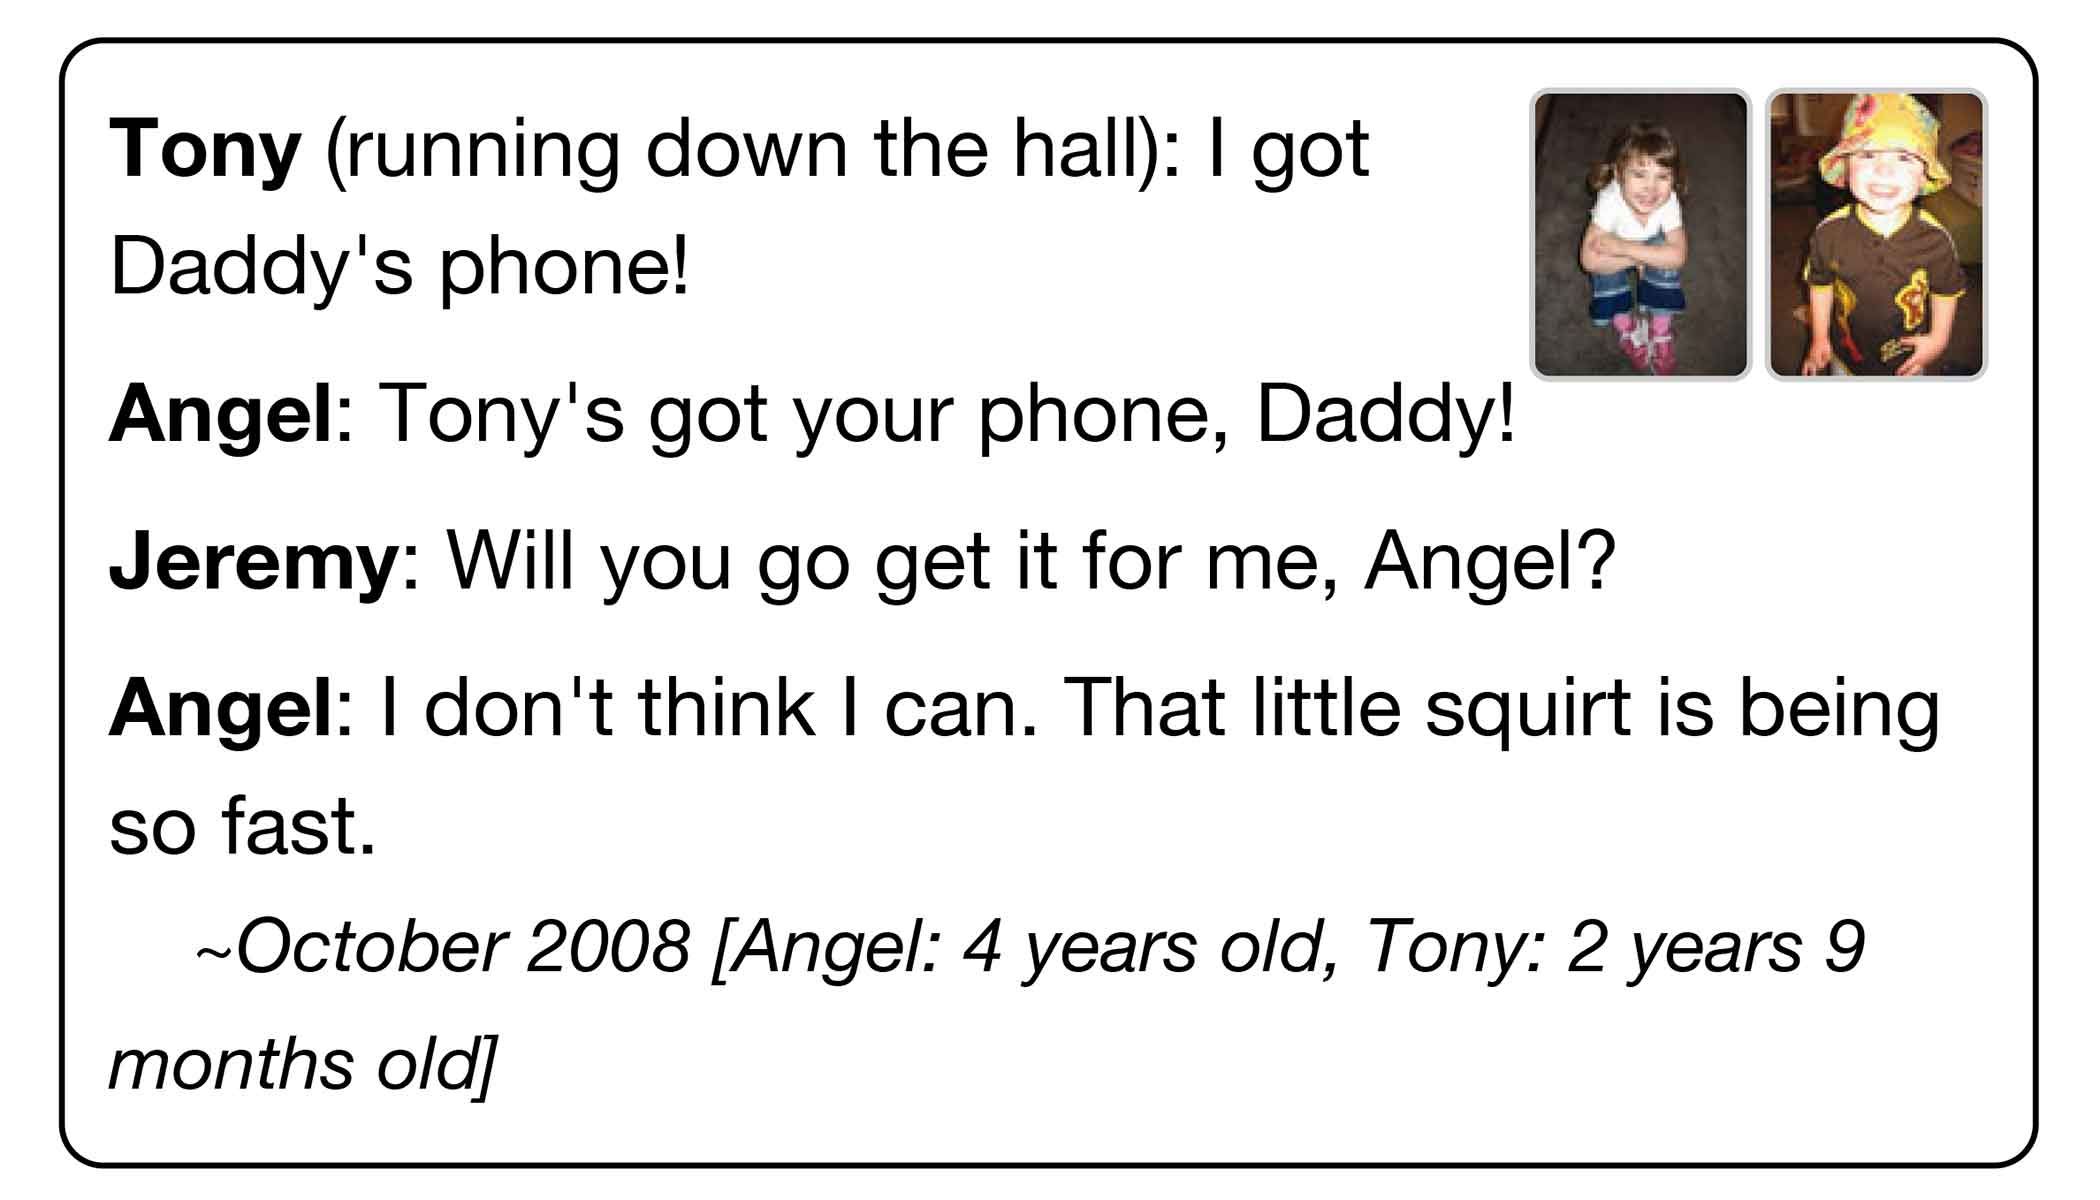 Tony (running down the hall): I got
Daddy's phone!
Angel: Tony's got your phone, Daddy!
Jeremy: Will you go get it for me, Angel?
Angel: I don't think I can. That little squirt is being
so fast.
~October 2008 [Angel: 4 years old, Tony: 2 years 9
months old]